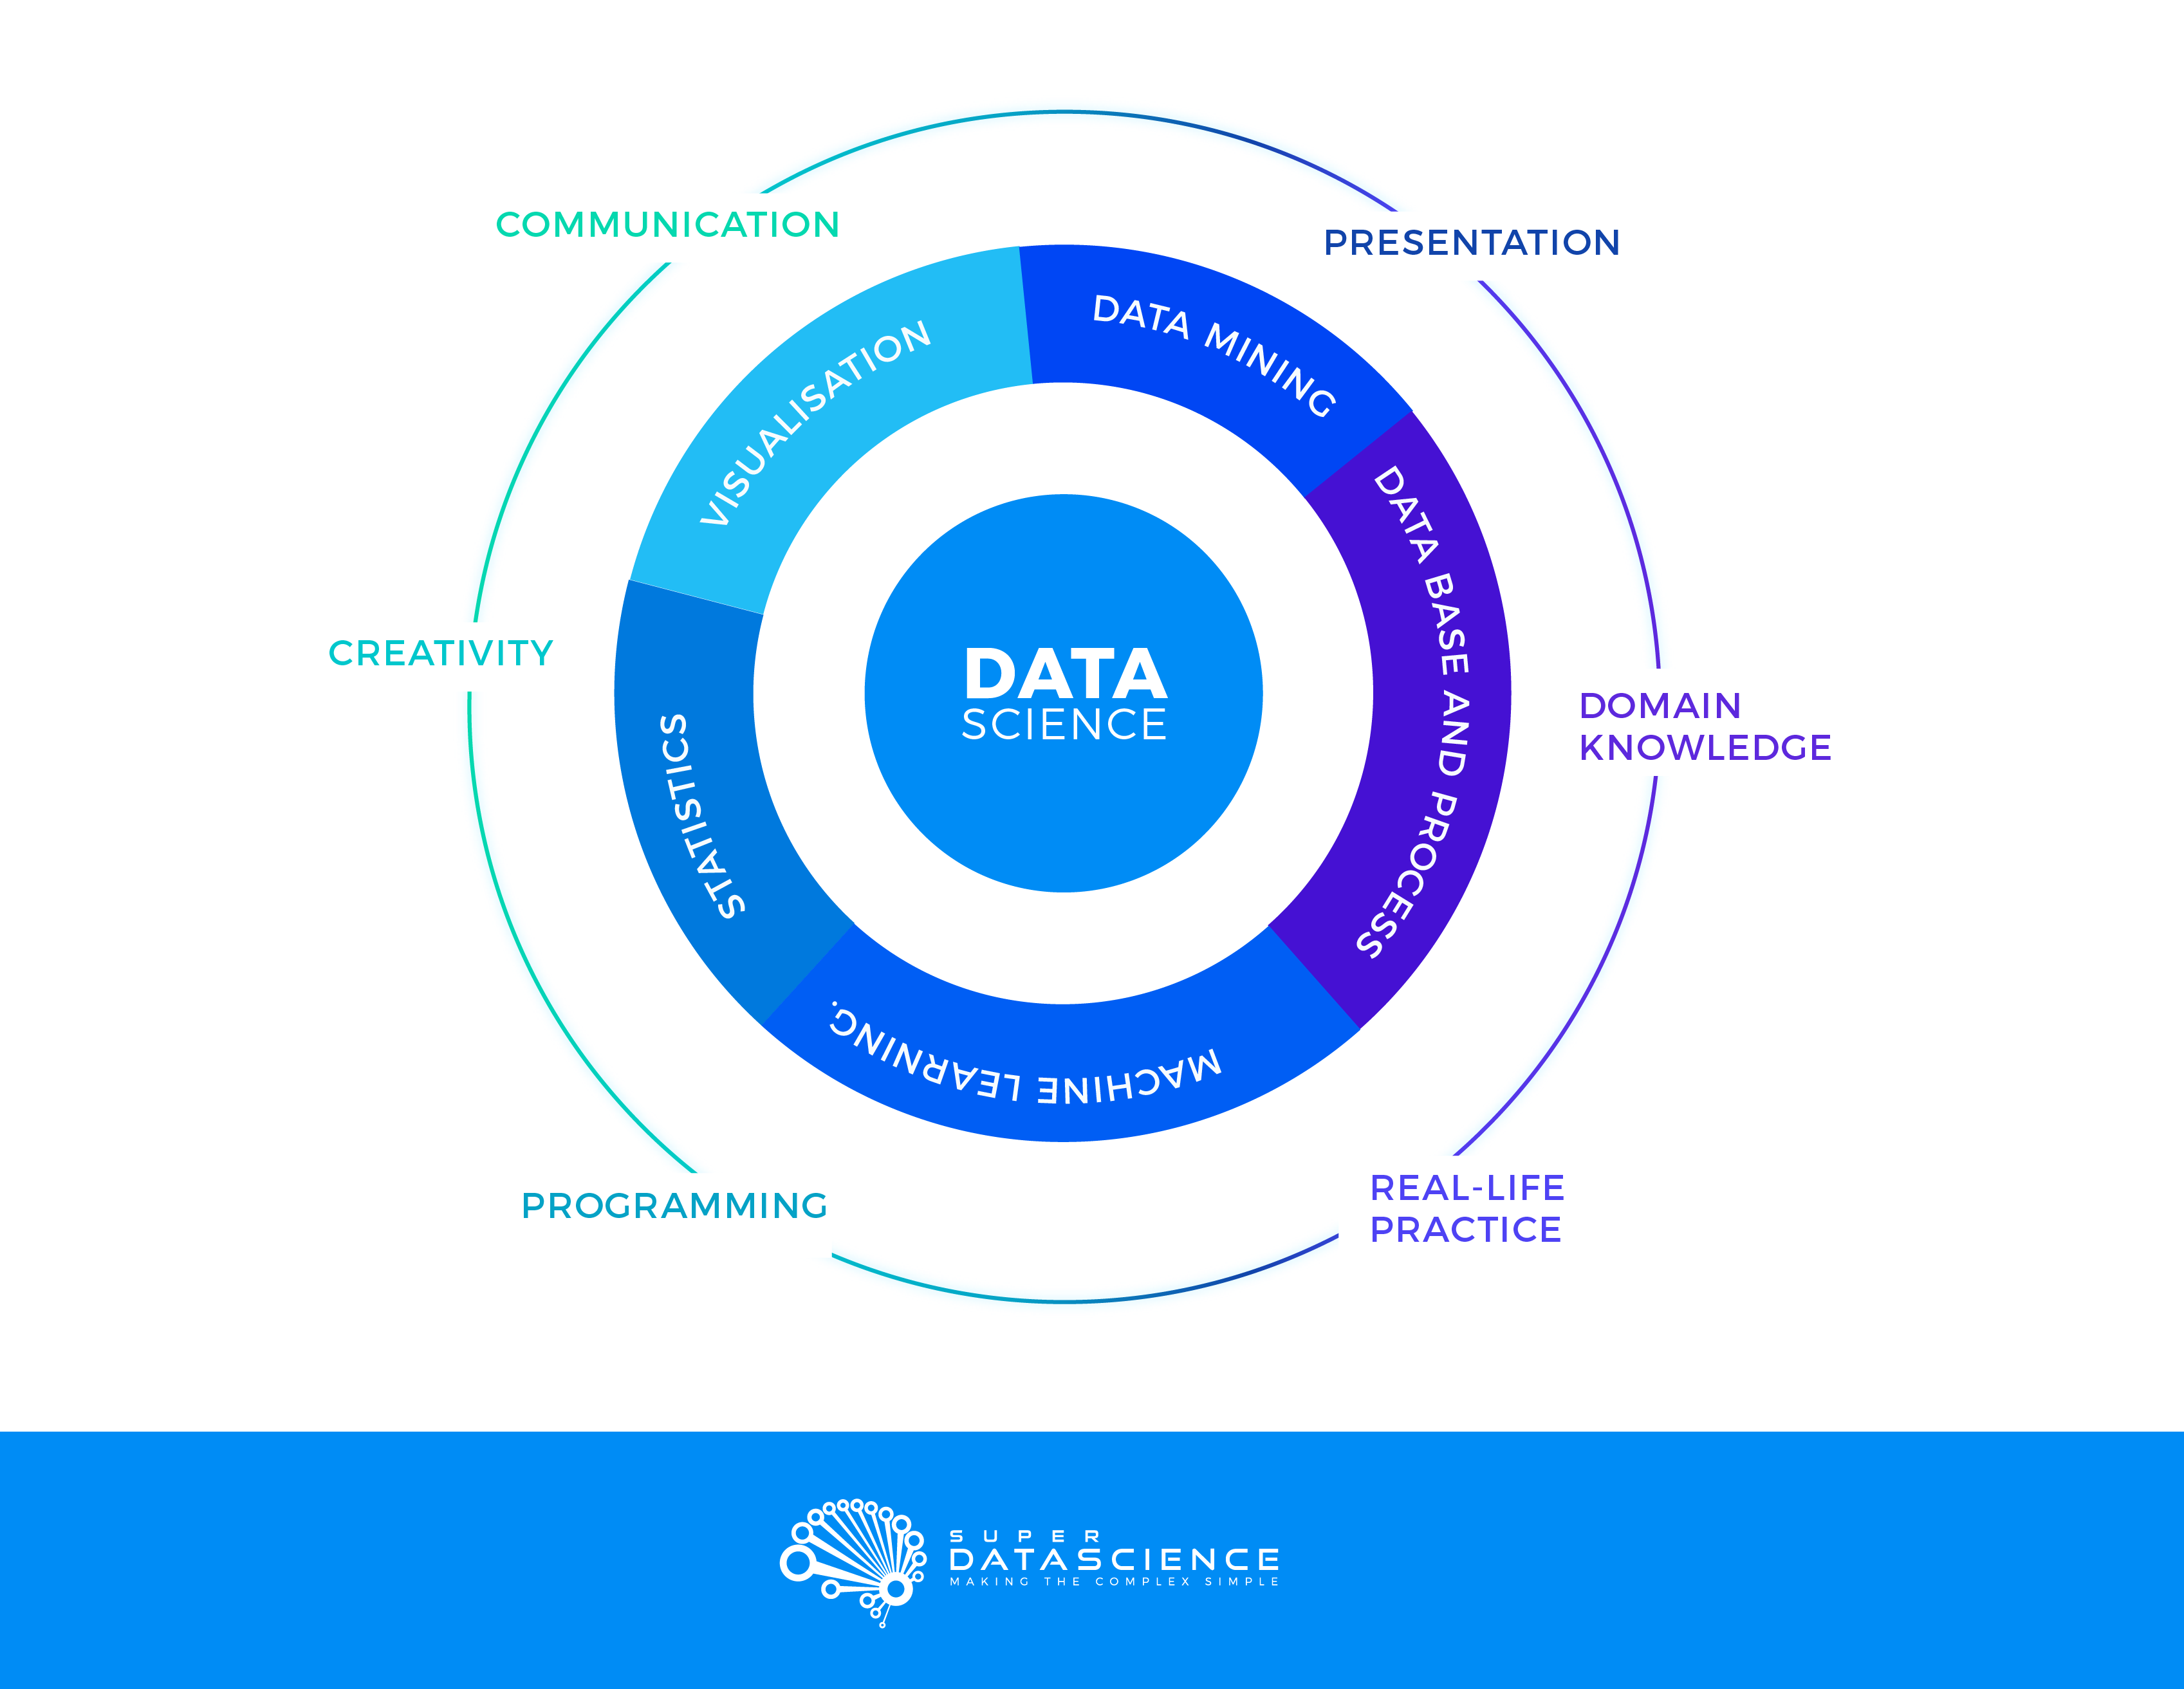 COMMUNICATION
PRESENTATION
VISUALISATION
DATA MINING
DATA BASE AND PROCESS
CREATIVITY
DATA
SCIENCE
DOMAIN
KNOWLEDGE
STATISTICS
MACHINE LEARNING.
PROGRAMMING
REAL-LIFE
PRACTICE
SUPER
DATASCIENCE
MAKING THE COMPLEX SIMPLE